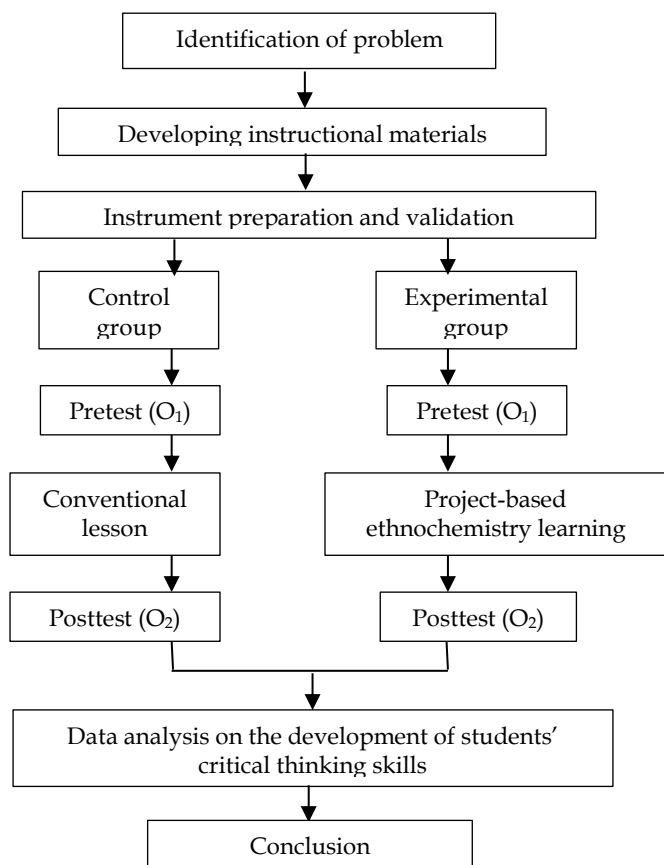 Identification of problem
Developing instructional materials
Instrument preparation and validation
Control
group
Experimental
group
Pretest (O₁)
Pretest (O₁)
Conventional
lesson
Project-based
ethnochemistry learning
Posttest (O₂)
Posttest (O₂)
Data analysis on the development of students’
critical thinking skills
Conclusion